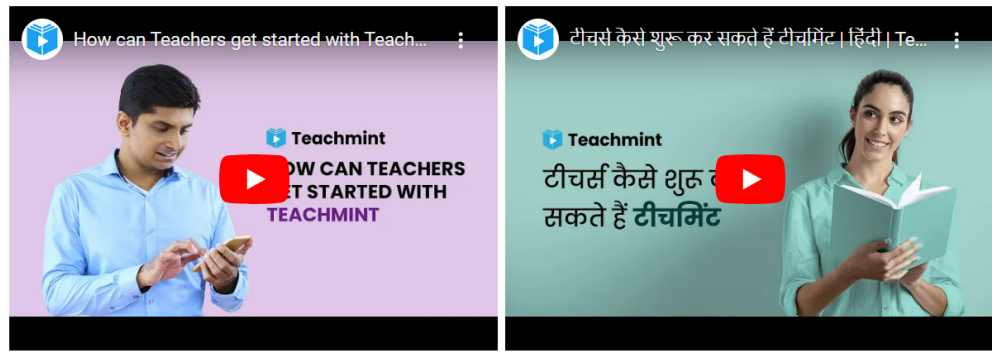 How can Teachers get started with Teach...
Teachmint
OW CAN TEACHERS
ET STARTED WITH
TEACHMINT
टीचर्स कैसे शुरू कर सकते हैं टीचमिंट | हिंदी | Te...
Teachmint
टीचर्स कैसे शुरू
सकते हैं टीचमिंट